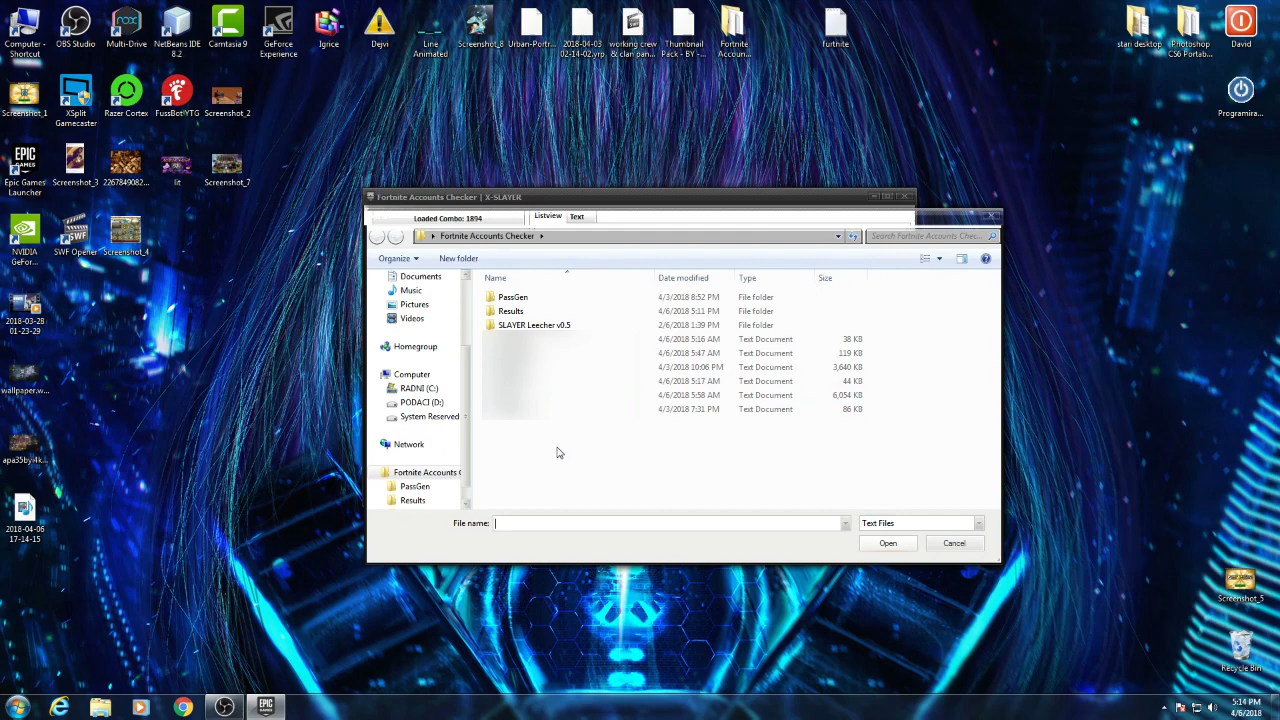 Computer - Shortcut
OBS Studio
Multi-Drive
NetBeans IDE 8.2
Camtasia 9
GeForce Experience
Igrice
Dejvi
Line Animated
Screenshot_8
Urban-Portr...
2018-04-03 02-14-02.yrp
working crew & clan pan...
Thumbnail Pack - BY -...
Fortnite Accoun...
furtnite
stari desktop
Photoshop CS6 Portab...
David
Screenshot_1
XSplit Gamecaster
Razer Cortex
FussBotYTG
Screenshot_2
Programira...
EPIC GAMES
Epic Games Launcher
Screenshot_3
2267849082...
lit
Screenshot_7
NVIDIA GeFor...
SWF Opener
Screenshot_4
2018-03-28 01-23-29
wallpaper.w...
apa35byi4k...
2018-04-06 17-14-15
Fortnite Accounts Checker | X-SLAYER
Loaded Combo: 1894
Listview
Text
Fortnite Accounts Checker
Search Fortnite Accounts Chec...
Organize
New folder
Documents
Music
Pictures
Videos
Homegroup
Computer
RADNI (C:)
PODACI (D:)
System Reserved
Network
Fortnite Accounts C
PassGen
Results
Name Date modified Type Size
PassGen 4/3/2018 8:52 PM File folder
Results 4/6/2018 5:11 PM File folder
SLAYER Leecher v0.5 2/6/2018 1:39 PM File folder
4/6/2018 5:16 AM Text Document 38 KB
4/6/2018 5:47 AM Text Document 119 KB
4/3/2018 10:06 PM Text Document 3,640 KB
4/6/2018 5:17 AM Text Document 44 KB
4/6/2018 5:58 AM Text Document 6,054 KB
4/3/2018 7:31 PM Text Document 86 KB
File name:
Text Files
Open
Cancel
Screenshot_5
Recycle Bin
EPIC GAMES
5:14 PM
4/6/2018